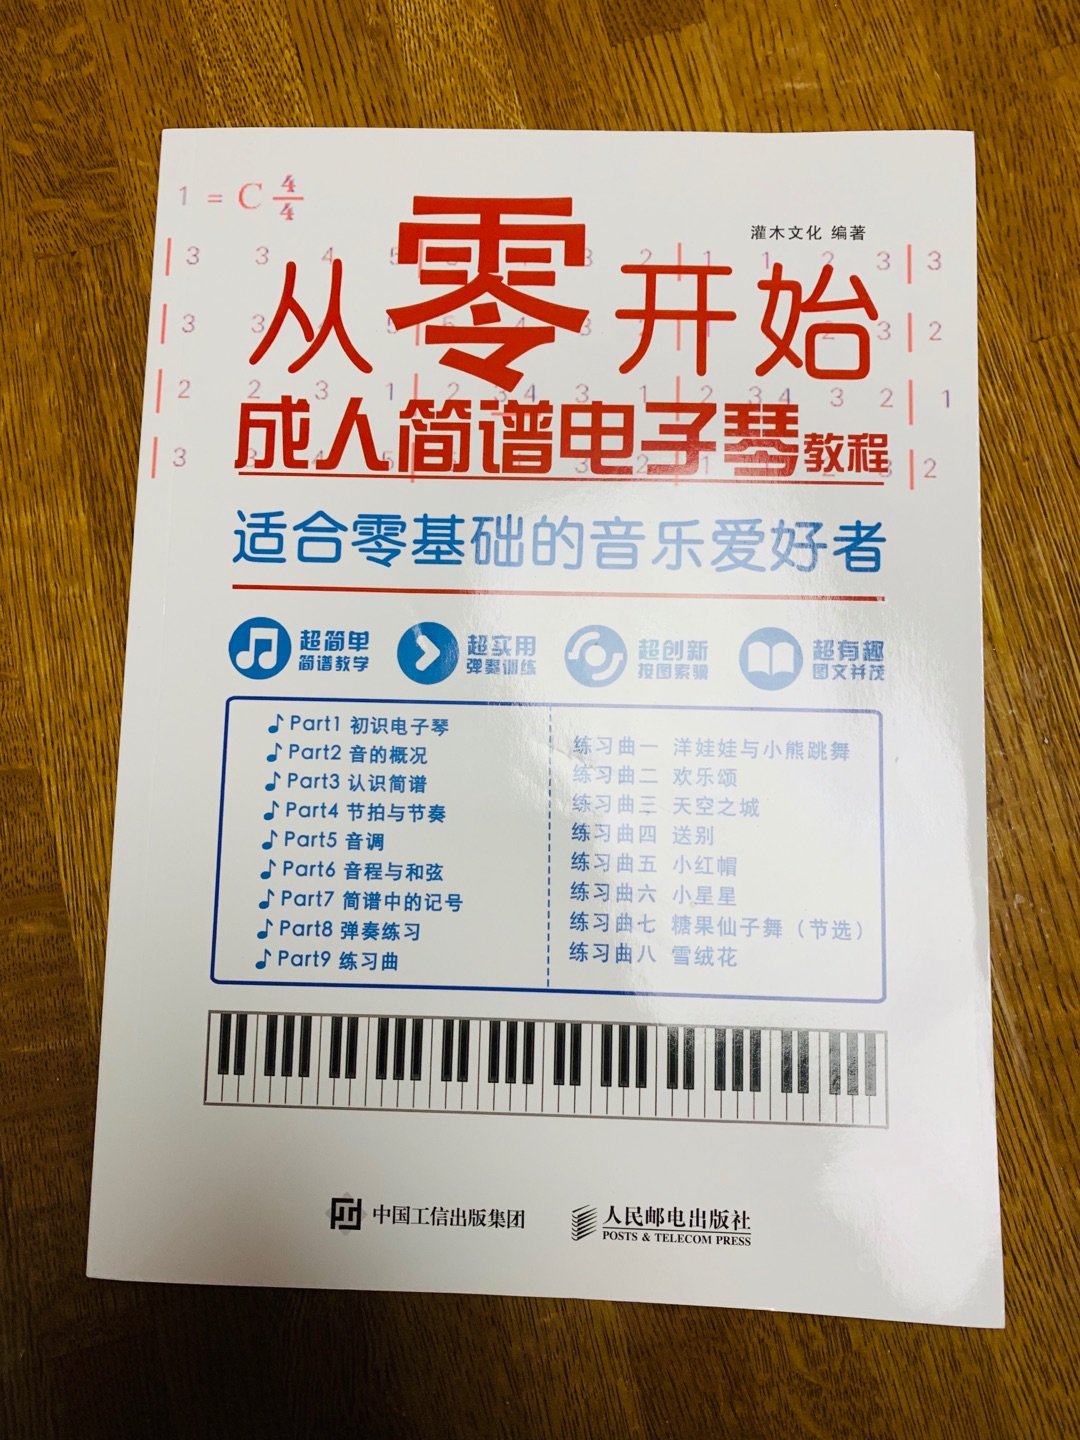 灌木文化 编著
1 = C 4/4
从零开始
成人简谱电子琴教程
适合零基础的音乐爱好者
超简单
简谱教学
超实用
弹奏训练
超创新
按图索骥
超有趣
图文并茂
Part1 初识电子琴
Part2 音的概况
Part3 认识简谱
Part4 节拍与节奏
Part5 音调
Part6 音程与和弦
Part7 简谱中的记号
Part8 弹奏练习
Part9 练习曲
练习曲一 洋娃娃与小熊跳舞
练习曲二 欢乐颂
练习曲三 天空之城
练习曲四 送别
练习曲五 小红帽
练习曲六 小星星
练习曲七 糖果仙子舞（节选）
练习曲八 雪绒花
中国工信出版集团
人民邮电出版社
POSTS & TELECOM PRESS